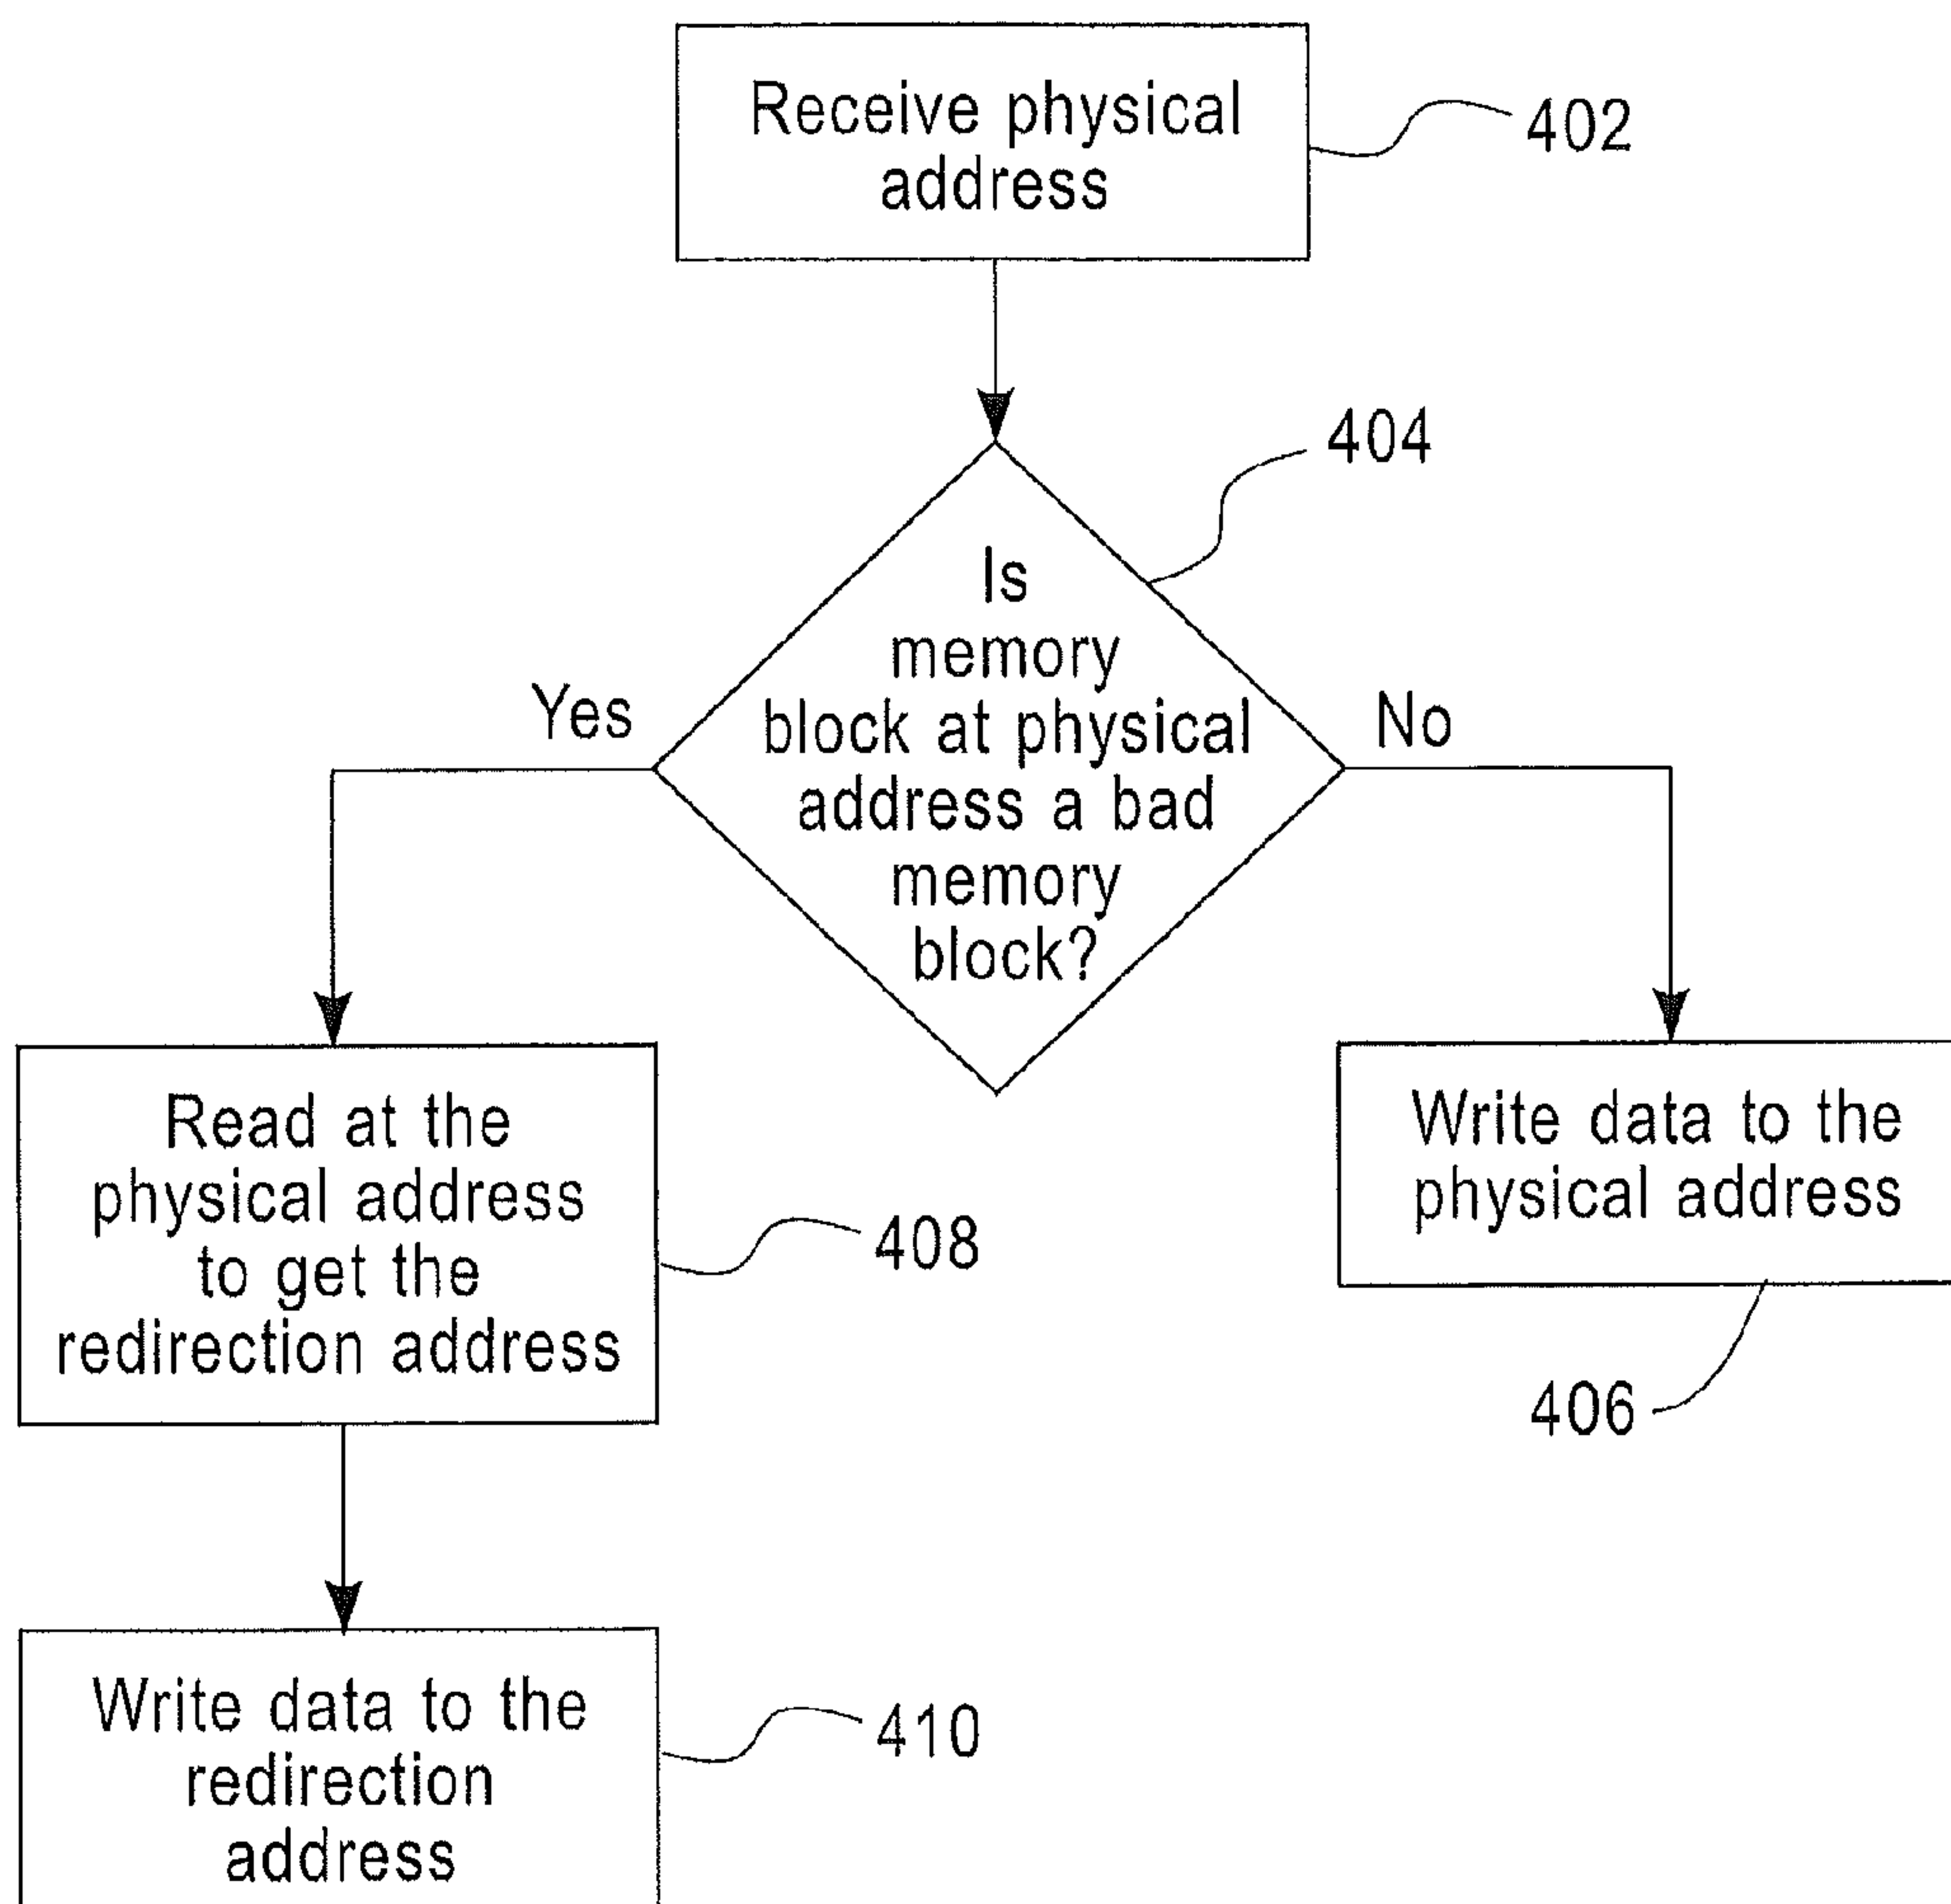 Receive physical
address
402
404
Is
memory
block at physical
address a bad
memory
block?
Yes
No
Read at the
physical address
to get the
redirection address
408
Write data to the
physical address
406
Write data to the
redirection
address
410